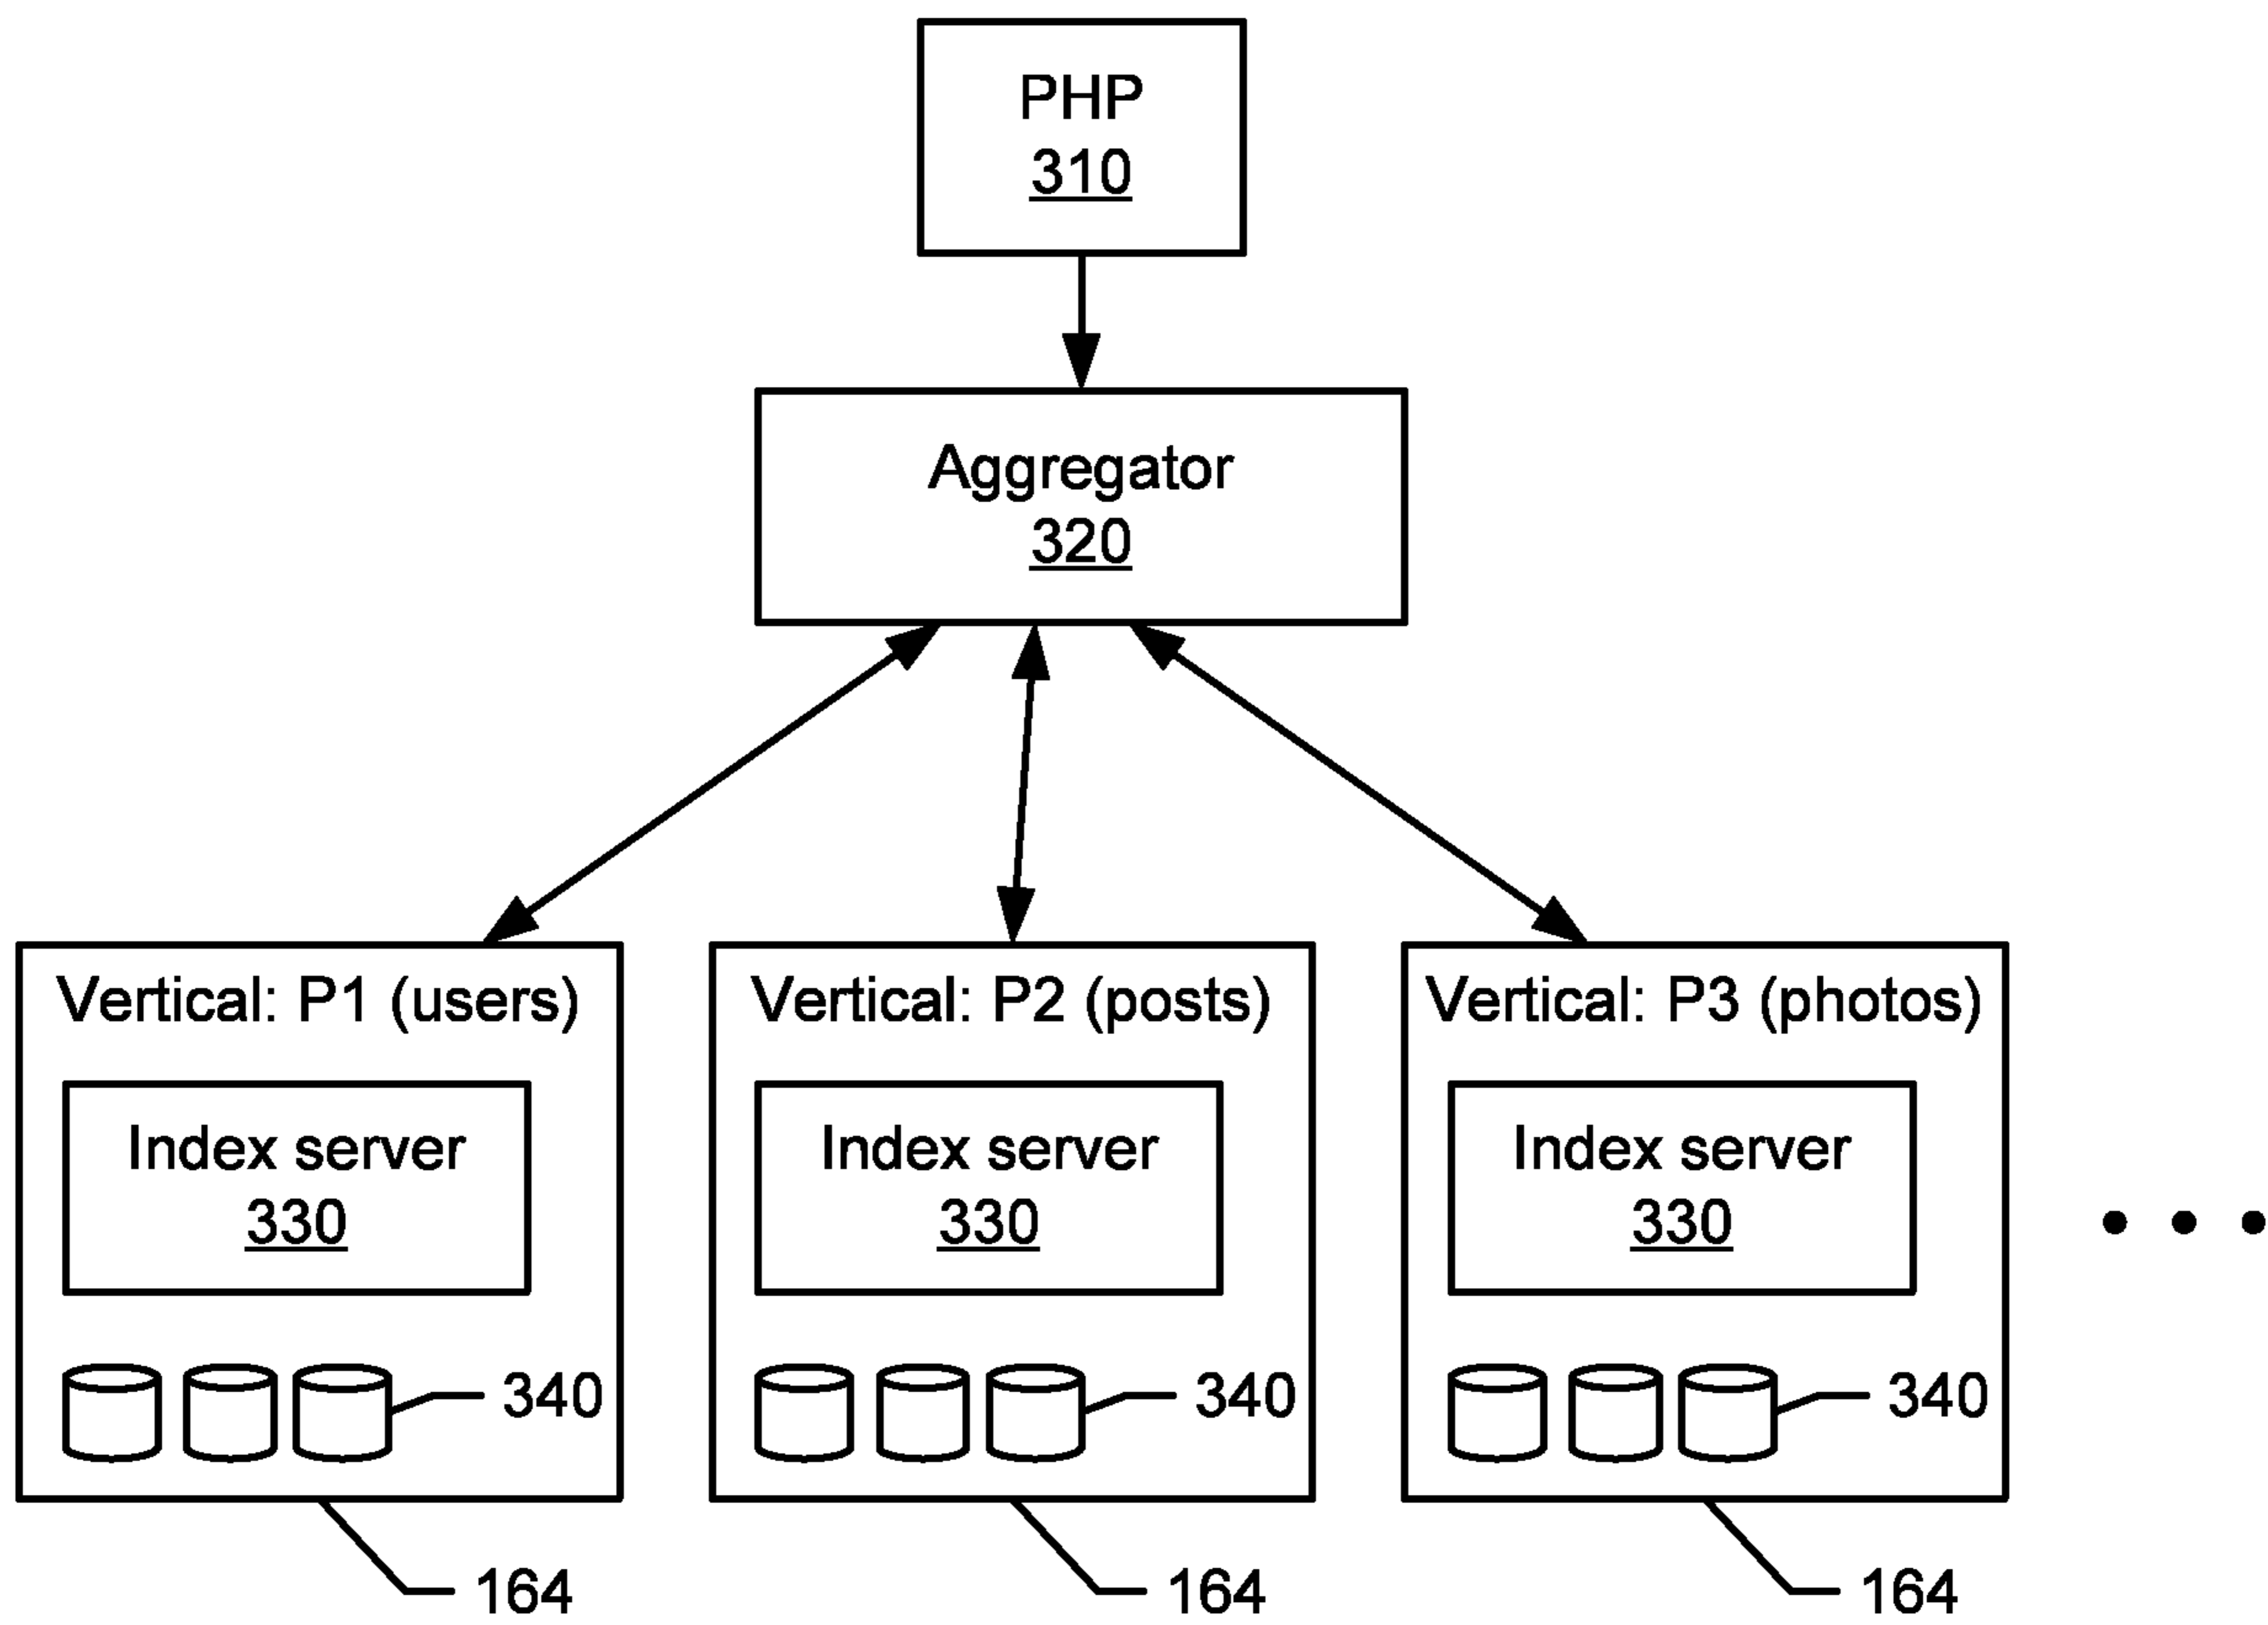 PHP
310
Aggregator
320
Vertical: P1 (users)
Index server
330
340
164
Vertical: P2 (posts)
Index server
330
340
164
Vertical: P3 (photos)
Index server
330
340
164